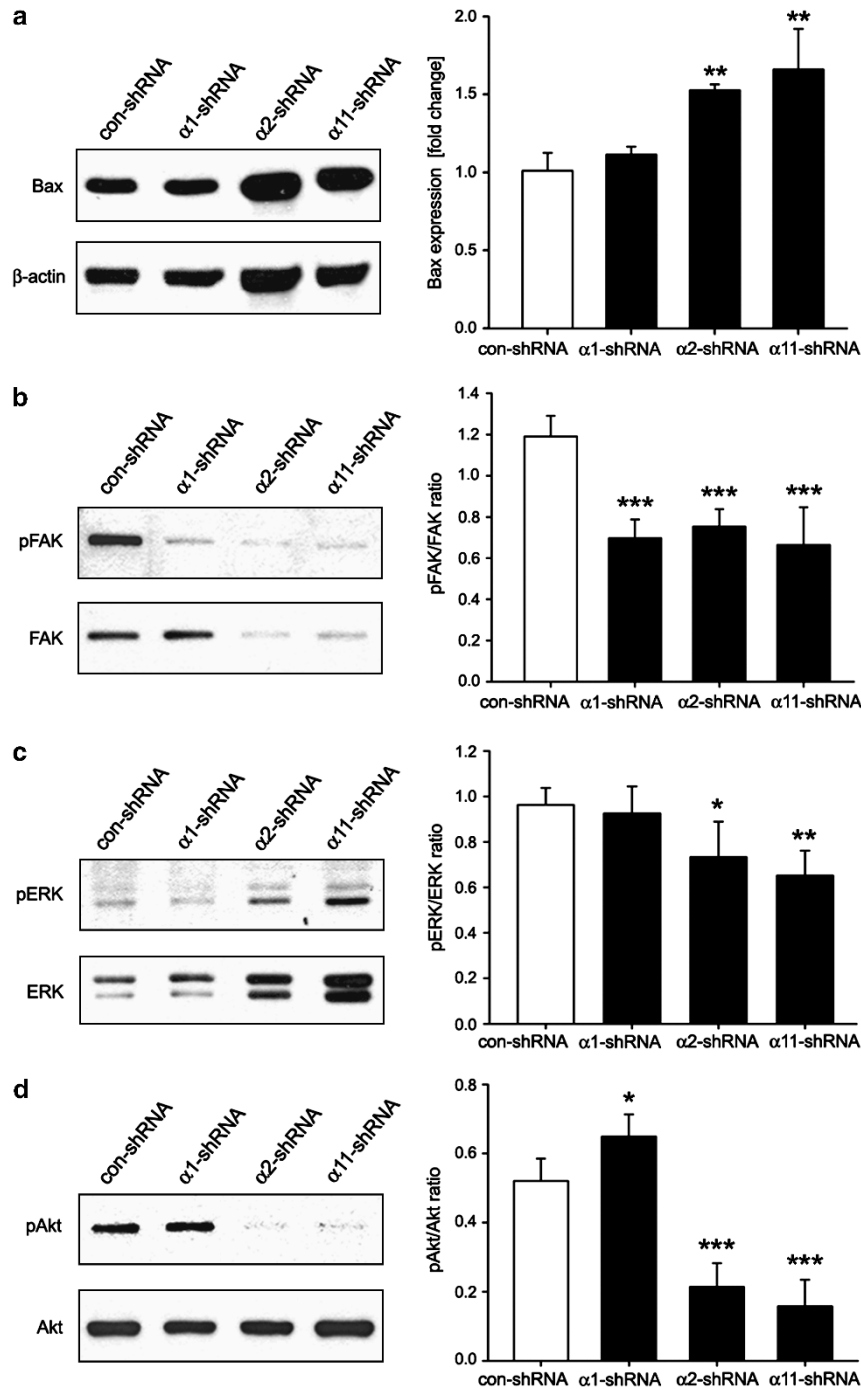 a
con-shRNA
α1-shRNA
α2-shRNA
α11-shRNA
Bax
β-actin
Bax expression [fold change]
2.0
1.5
1.0
0.5
0.0
**
**
con-shRNA
α1-shRNA
α2-shRNA
α11-shRNA
b
con-shRNA
α1-shRNA
α2-shRNA
α11-shRNA
pFAK
FAK
pFAK/FAK ratio
1.4
1.2
1.0
0.8
0.6
0.4
0.2
0.0
***
***
***
con-shRNA
α1-shRNA
α2-shRNA
α11-shRNA
c
con-shRNA
α1-shRNA
α2-shRNA
α11-shRNA
pERK
ERK
pERK/ERK ratio
1.2
1.0
0.8
0.6
0.4
0.2
0.0
*
**
con-shRNA
α1-shRNA
α2-shRNA
α11-shRNA
d
con-shRNA
α1-shRNA
α2-shRNA
α11-shRNA
pAkt
Akt
pAkt/Akt ratio
0.8
0.6
0.4
0.2
0.0
*
***
***
con-shRNA
α1-shRNA
α2-shRNA
α11-shRNA